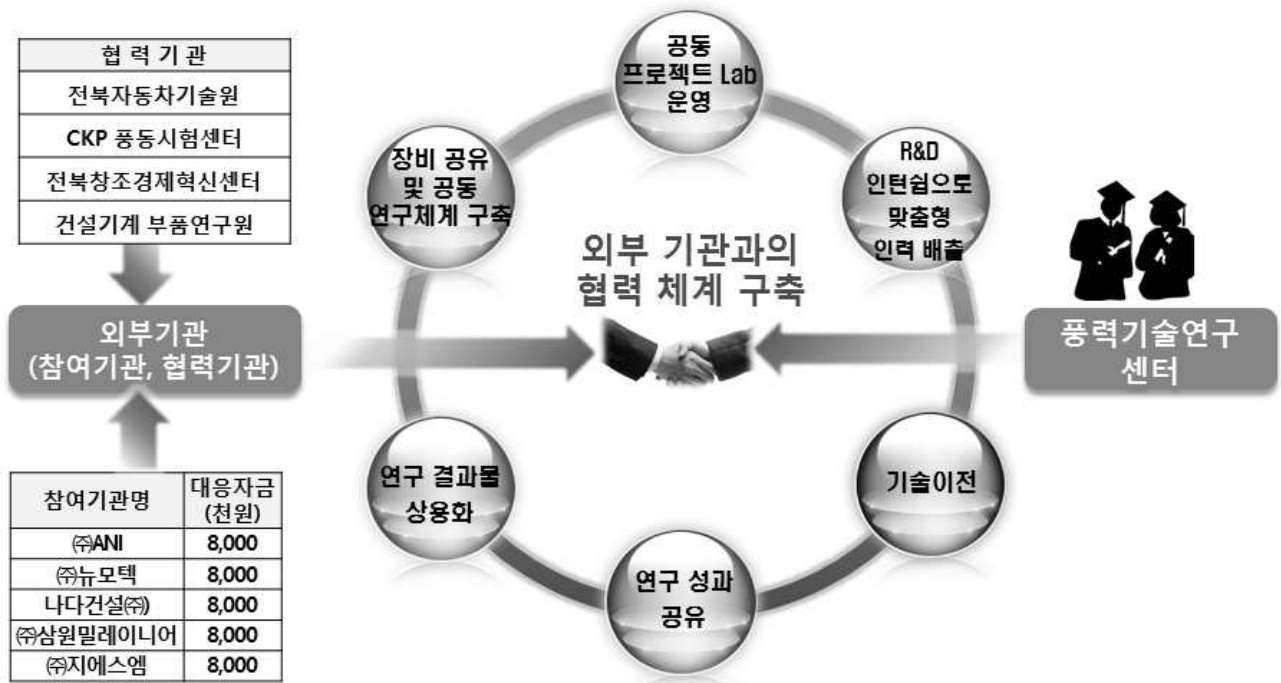 협 력 기 관
전북자동차기술원
CKP 풍동시험센터
전북창조경제혁신센터
건설기계 부품연구원
외부기관
(참여기관, 협력기관)
참여기관명 대응자금
(천원)
㈜ANI 8,000
㈜뉴모텍 8,000
나다건설㈜) 8,000
㈜삼원밀레이니어 8,000
㈜지에스엠 8,000
공동
프로젝트 Lab
운영
장비 공유
및 공동
연구체계 구축
R&D
인턴쉽으로
맞춤형
인력 배출
외부 기관과의
협력 체계 구축
연구 결과물
상용화
기술이전
연구 성과
공유
풍력기술연구
센터